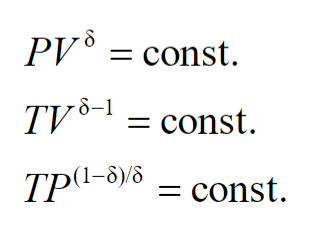 PV^δ = const.
TV^δ−1 = const.
TP^(1−δ)/δ = const.